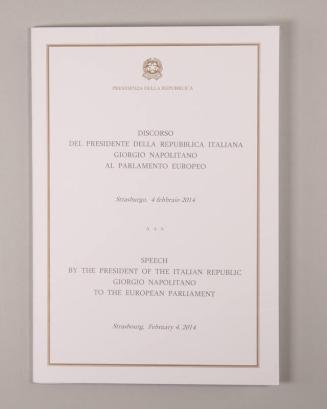 PRESIDENZA DELLA REPUBBLICA
DISCORSO
DEL PRESIDENTE DELLA REPUBBLICA ITALIANA
GIORGIO NAPOLITANO
AL PARLAMENTO EUROPEO
Strasburgo, 4 febbraio 2014
SPEECH
BY THE PRESIDENT OF THE ITALIAN REPUBLIC
GIORGIO NAPOLITANO
TO THE EUROPEAN PARLIAMENT
Strasbourg, February 4, 2014